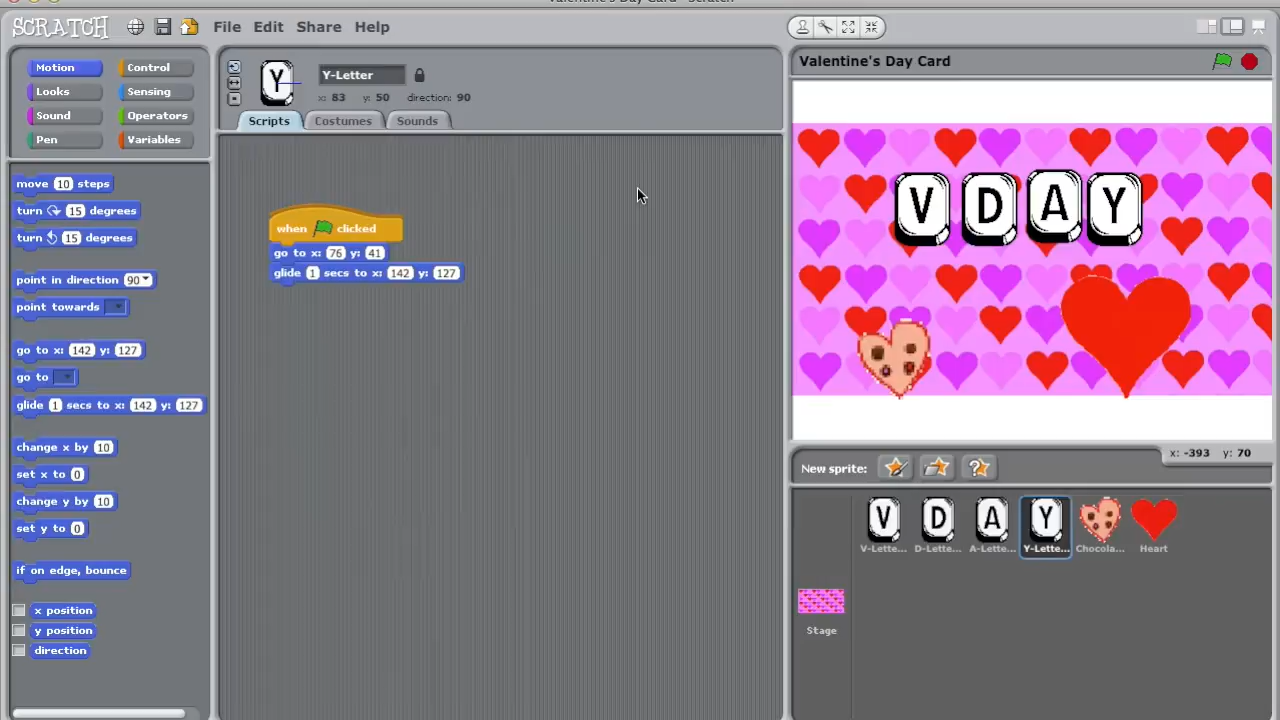 Valentine's Day Card - Scratch
SCRATCH File Edit Share Help
Motion Control
Looks Sensing
Sound Operators
Pen Variables
move 10 steps
turn 15 degrees
turn 15 degrees
point in direction 90
point towards
go to x: 142 y: 127
go to
glide 1 secs to x: 142 y: 127
change x by 10
set x to 0
change y by 10
set y to 0
if on edge, bounce
x position
y position
direction
Y
Y-Letter
x: 83 y: 50 direction: 90
Scripts Costumes Sounds
when clicked
go to x: 76 y: 41
glide 1 secs to x: 142 y: 127
Valentine's Day Card
V D A Y
x: -393 y: 70
New sprite:
V D A Y
V-Lette... D-Lette... A-Lette... Y-Lette... Chocola... Heart
Stage